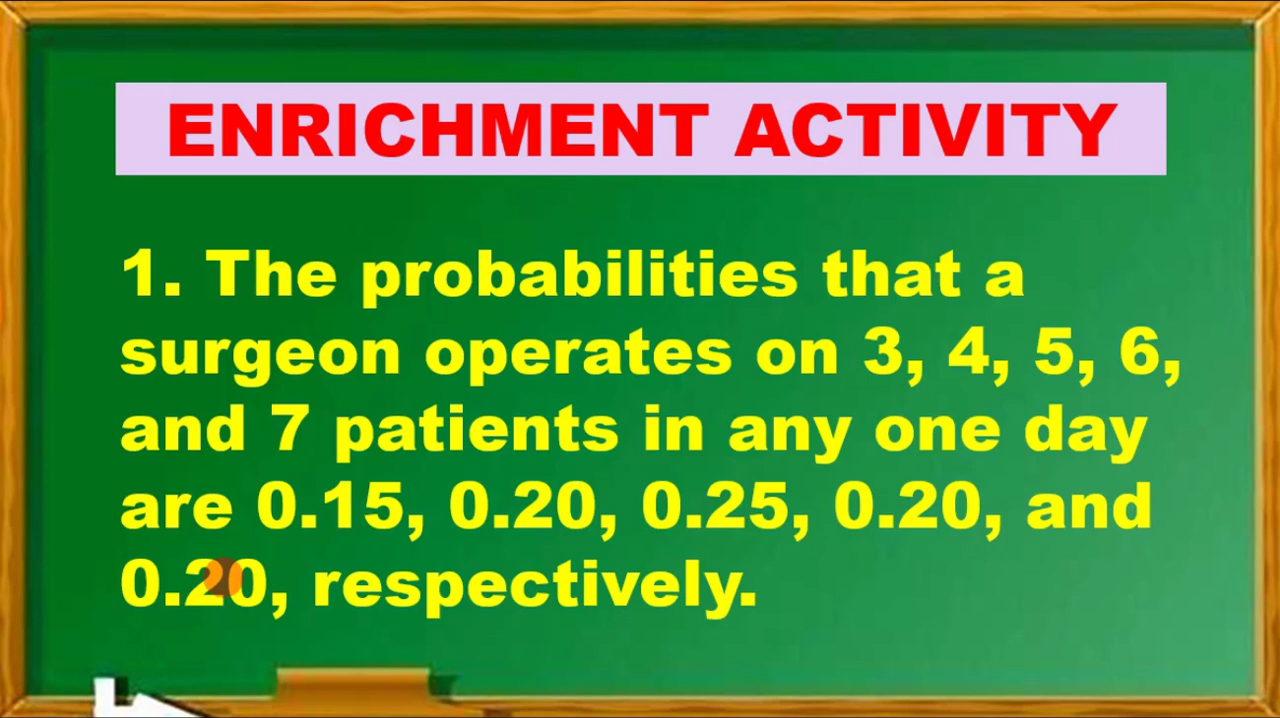 ENRICHMENT ACTIVITY
1. The probabilities that a
surgeon operates on 3, 4, 5, 6,
and 7 patients in any one day
are 0.15, 0.20, 0.25, 0.20, and
0.20, respectively.